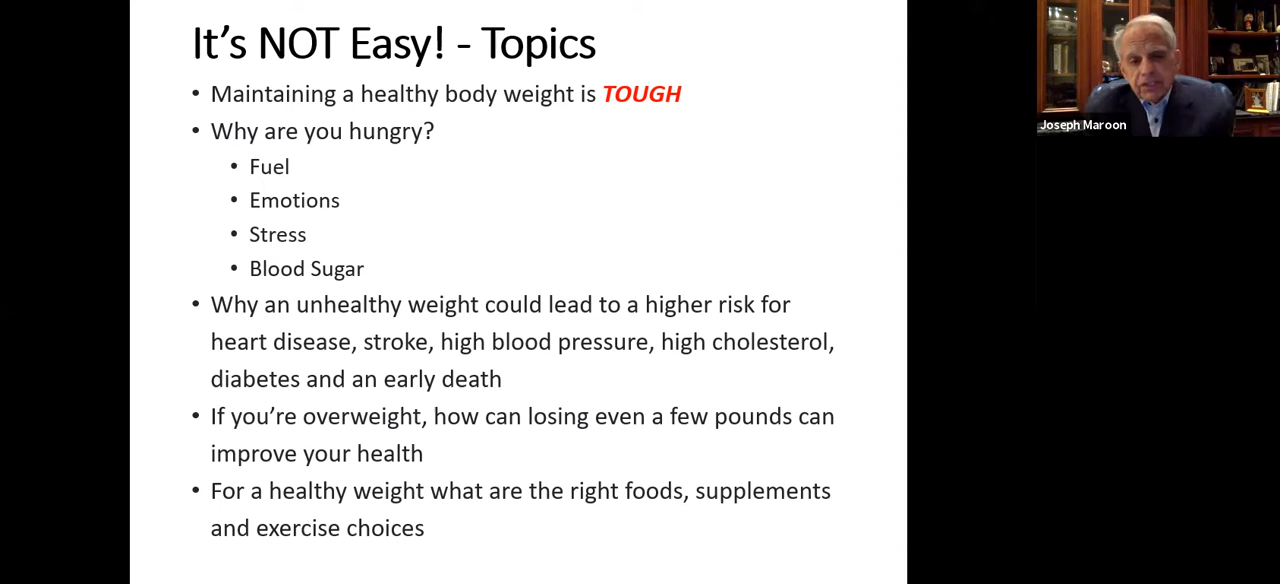 It's NOT Easy! - Topics
• Maintaining a healthy body weight is TOUGH
• Why are you hungry?
• Fuel
• Emotions
• Stress
• Blood Sugar
• Why an unhealthy weight could lead to a higher risk for
heart disease, stroke, high blood pressure, high cholesterol,
diabetes and an early death
• If you're overweight, how can losing even a few pounds can
improve your health
• For a healthy weight what are the right foods, supplements
and exercise choices
Joseph Maroon